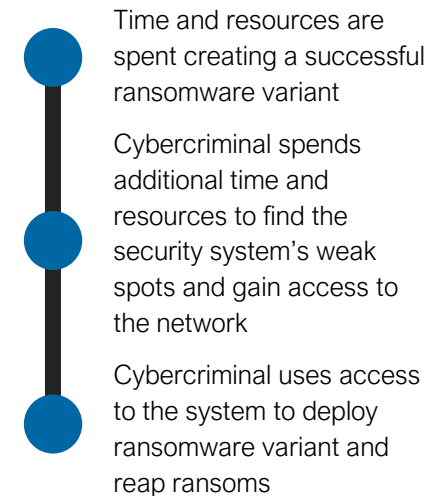 Time and resources are
spent creating a successful
ransomware variant
Cybercriminal spends
additional time and
resources to find the
security system’s weak
spots and gain access to
the network
Cybercriminal uses access
to the system to deploy
ransomware variant and
reap ransoms